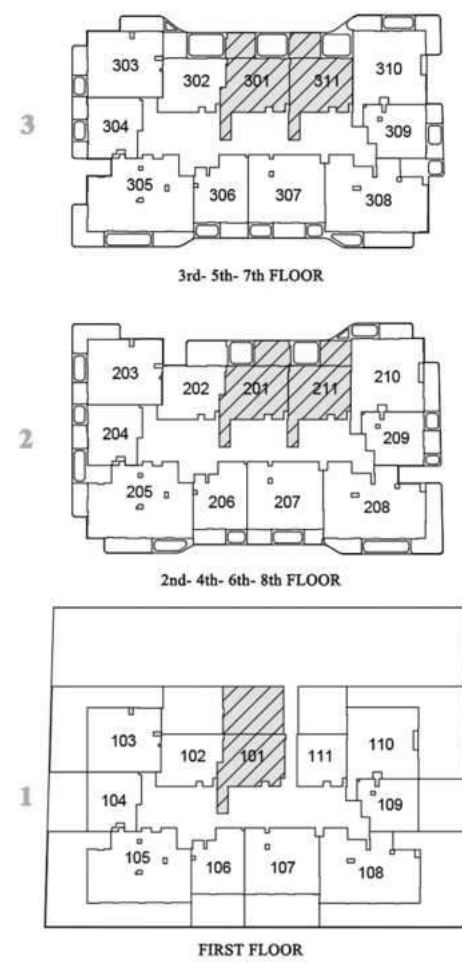 303 302 301 311 310
3
304 309
305 306 307 308
3rd- 5th- 7th FLOOR
203 202 201 211 210
2
204 209
205 206 207 208
2nd- 4th- 6th- 8th FLOOR
103 102 101 111 110
1
104 109
105 106 107 108
FIRST FLOOR